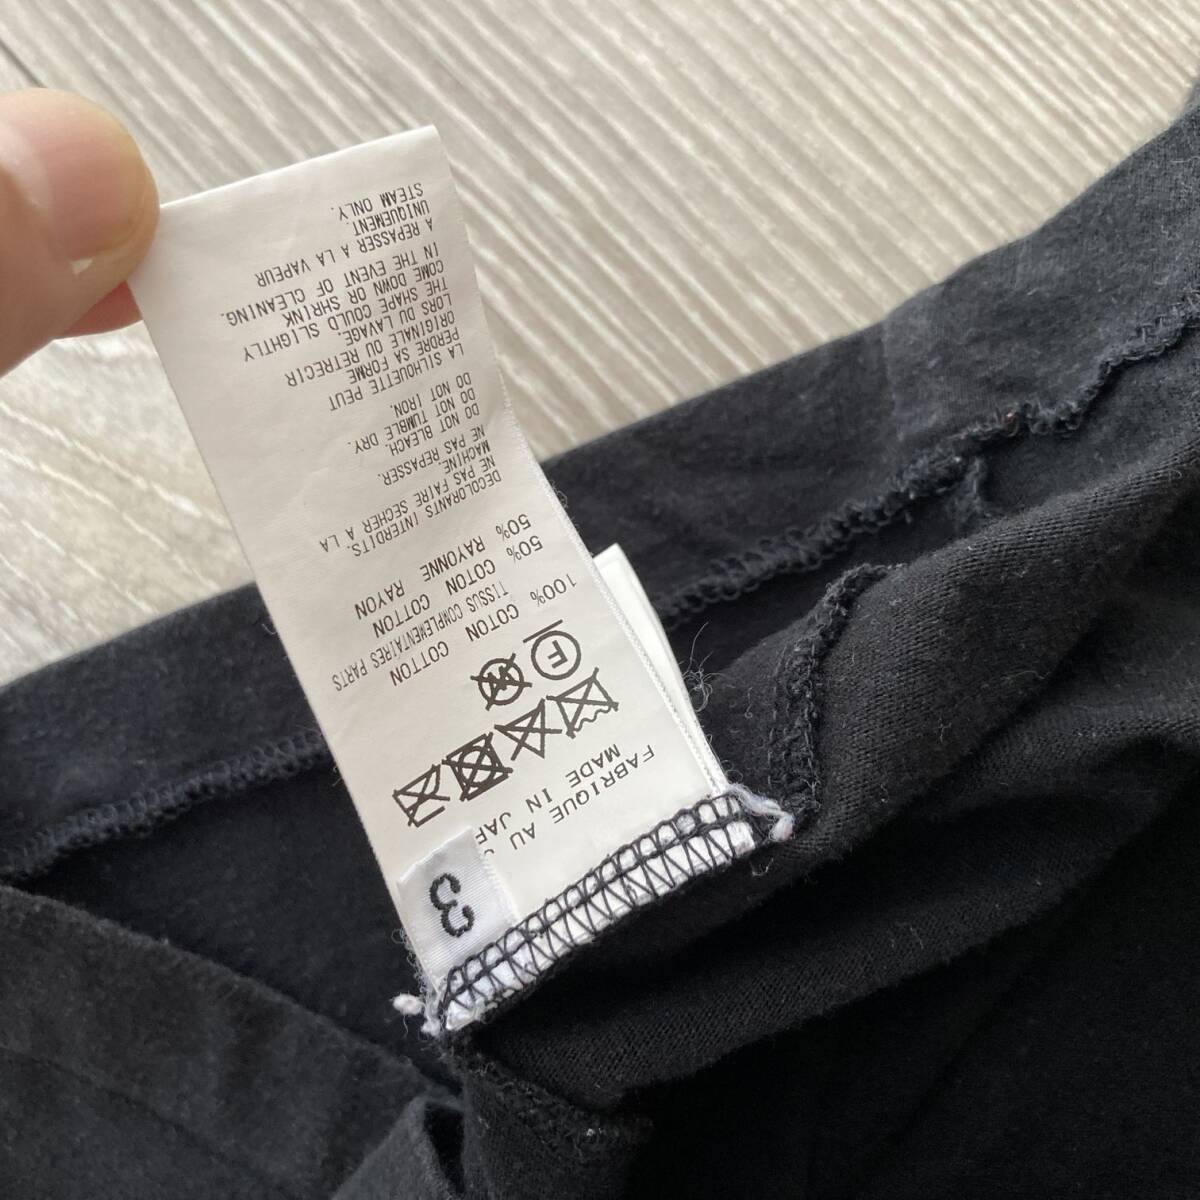 3
FABRIQUE AU
MADE IN JAP
F
W
100% COTON COTTON
TISSUS COMPLEMENTAIRES PARTS
50% COTON COTTON
50% RAYONNE RAYON
DECOLORANTS INTERDITS.
NE PAS FAIRE SECHER A LA
MACHINE.
NE PAS REPASSER.
DO NOT BLEACH.
DO NOT TUMBLE DRY.
DO NOT IRON.
LA SILHOUETTE PEUT
PERDRE SA FORME
ORIGINALE OU RETRECIR
LORS DU LAVAGE.
THE SHAPE COULD SLIGHTLY
COME DOWN OR SHRINK
IN THE EVENT OF CLEANING.
A REPASSER A LA VAPEUR
UNIQUEMENT
STEAM ONLY.